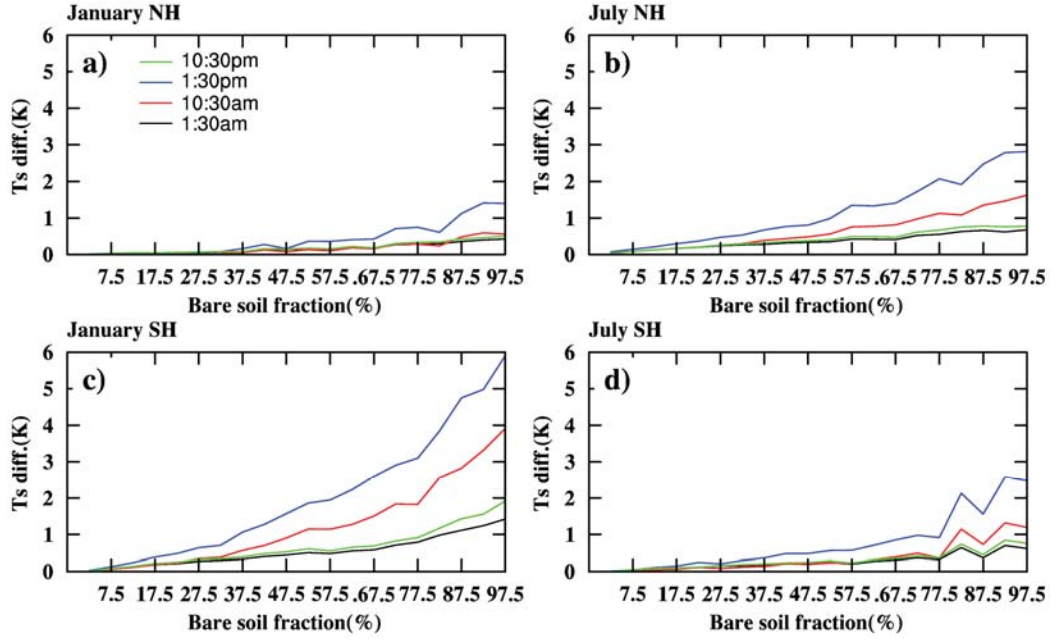 January NH
July NH
6
5
4
3
2
1
0
Ts diff.(K)
a)
10:30pm
1:30pm
10:30am
1:30am
7.5 17.5 27.5 37.5 47.5 57.5 .67.5 77.5 87.5 97.5
Bare soil fraction(%)
6
5
4
3
2
1
0
Ts diff.(K)
b)
7.5 17.5 27.5 37.5 47.5 57.5 .67.5 77.5 87.5 97.5
Bare soil fraction(%)
January SH
July SH
6
5
4
3
2
1
0
Ts diff.(K)
c)
7.5 17.5 27.5 37.5 47.5 57.5 67.5 77.5 87.5 97.5
Bare soil fraction(%)
6
5
4
3
2
1
0
Ts diff.(K)
d)
7.5 17.5 27.5 37.5 47.5 57.5 67.5 77.5 87.5 97.5
Bare soil fraction(%)